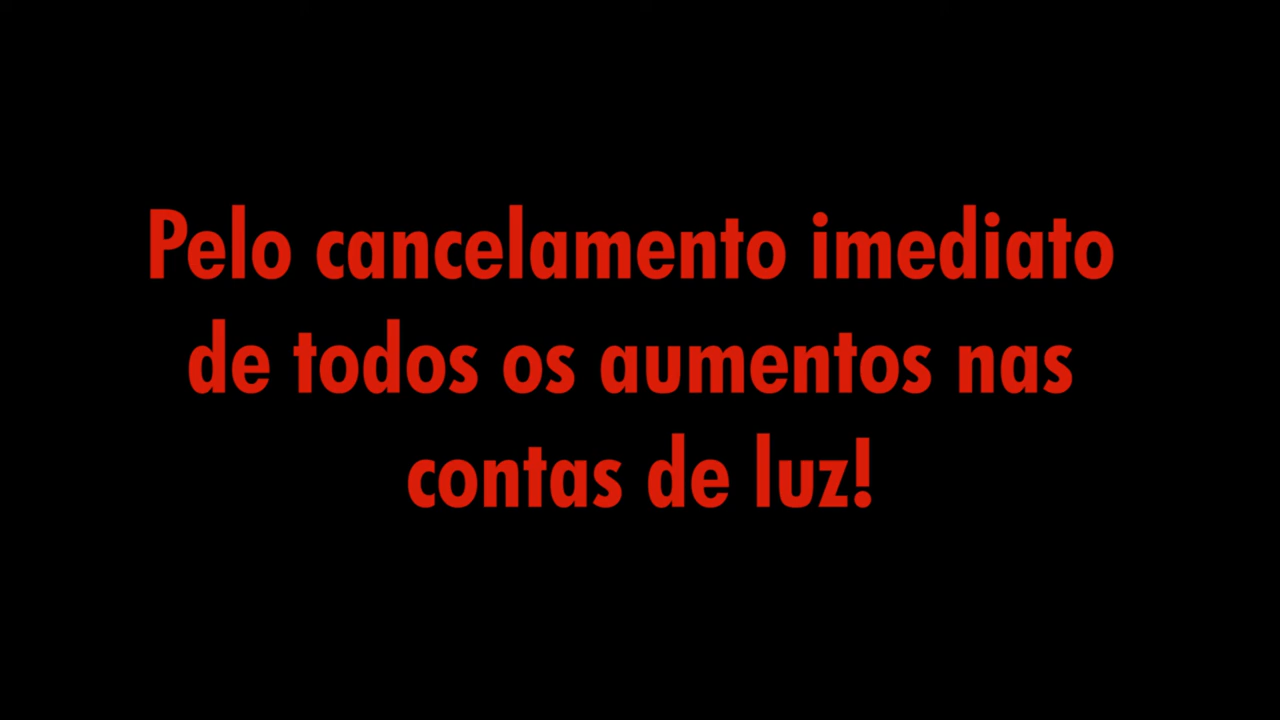 Pelo cancelamento imediato
de todos os aumentos nas
contas de luz!